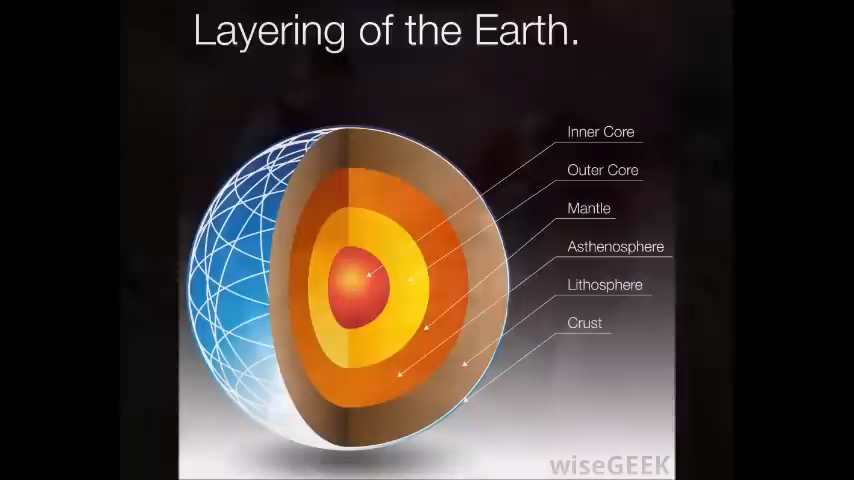 Layering of the Earth.
Inner Core
Outer Core
Mantle
Asthenosphere
Lithosphere
Crust
wiseGEEK